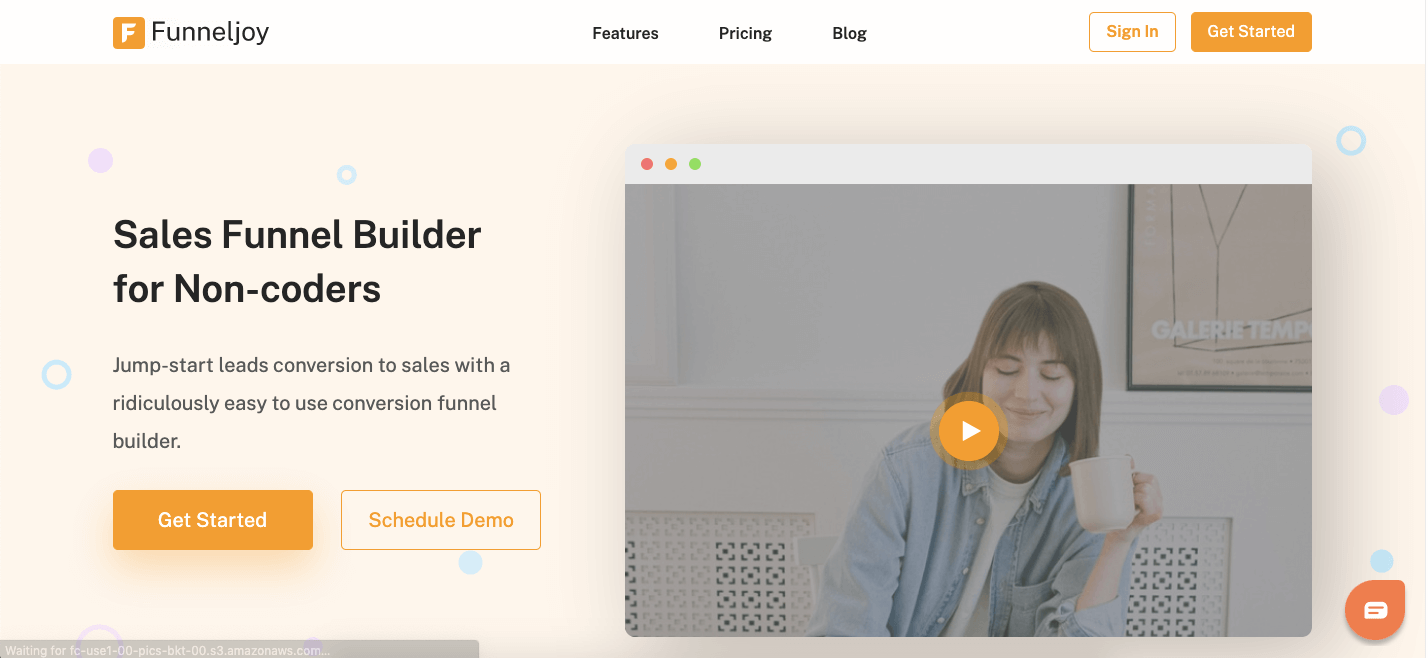 Funneljoy
Features
Pricing
Blog
Sign In
Get Started
Sales Funnel Builder
for Non-coders
Jump-start leads conversion to sales with a
ridiculously easy to use conversion funnel
builder.
Get Started
Schedule Demo
GALERIE TEMPO
Waiting for fc-use1-00-pics-bkt-00.s3.amazonaws.com...